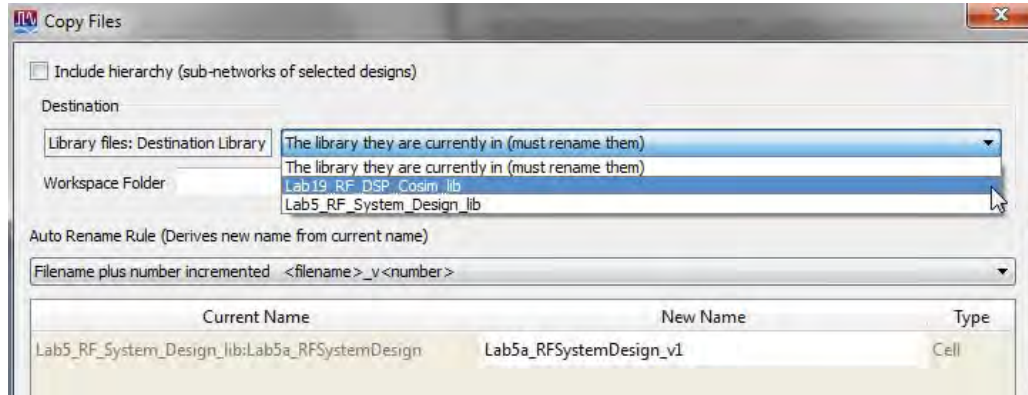 Copy Files
Include hierarchy (sub-networks of selected designs)
Destination
Library files: Destination Library The library they are currently in (must rename them)
The library they are currently in (must rename them)
Lab19_RF_DSP_Cosim_lib
Workspace Folder
Lab5_RF_System_Design_lib
Auto Rename Rule (Derives new name from current name)
Filename plus number incremented <filename>_v<number>
Current Name New Name Type
Lab5_RF_System_Design_lib:Lab5a_RFSystemDesign Lab5a_RFSystemDesign_v1 Cell